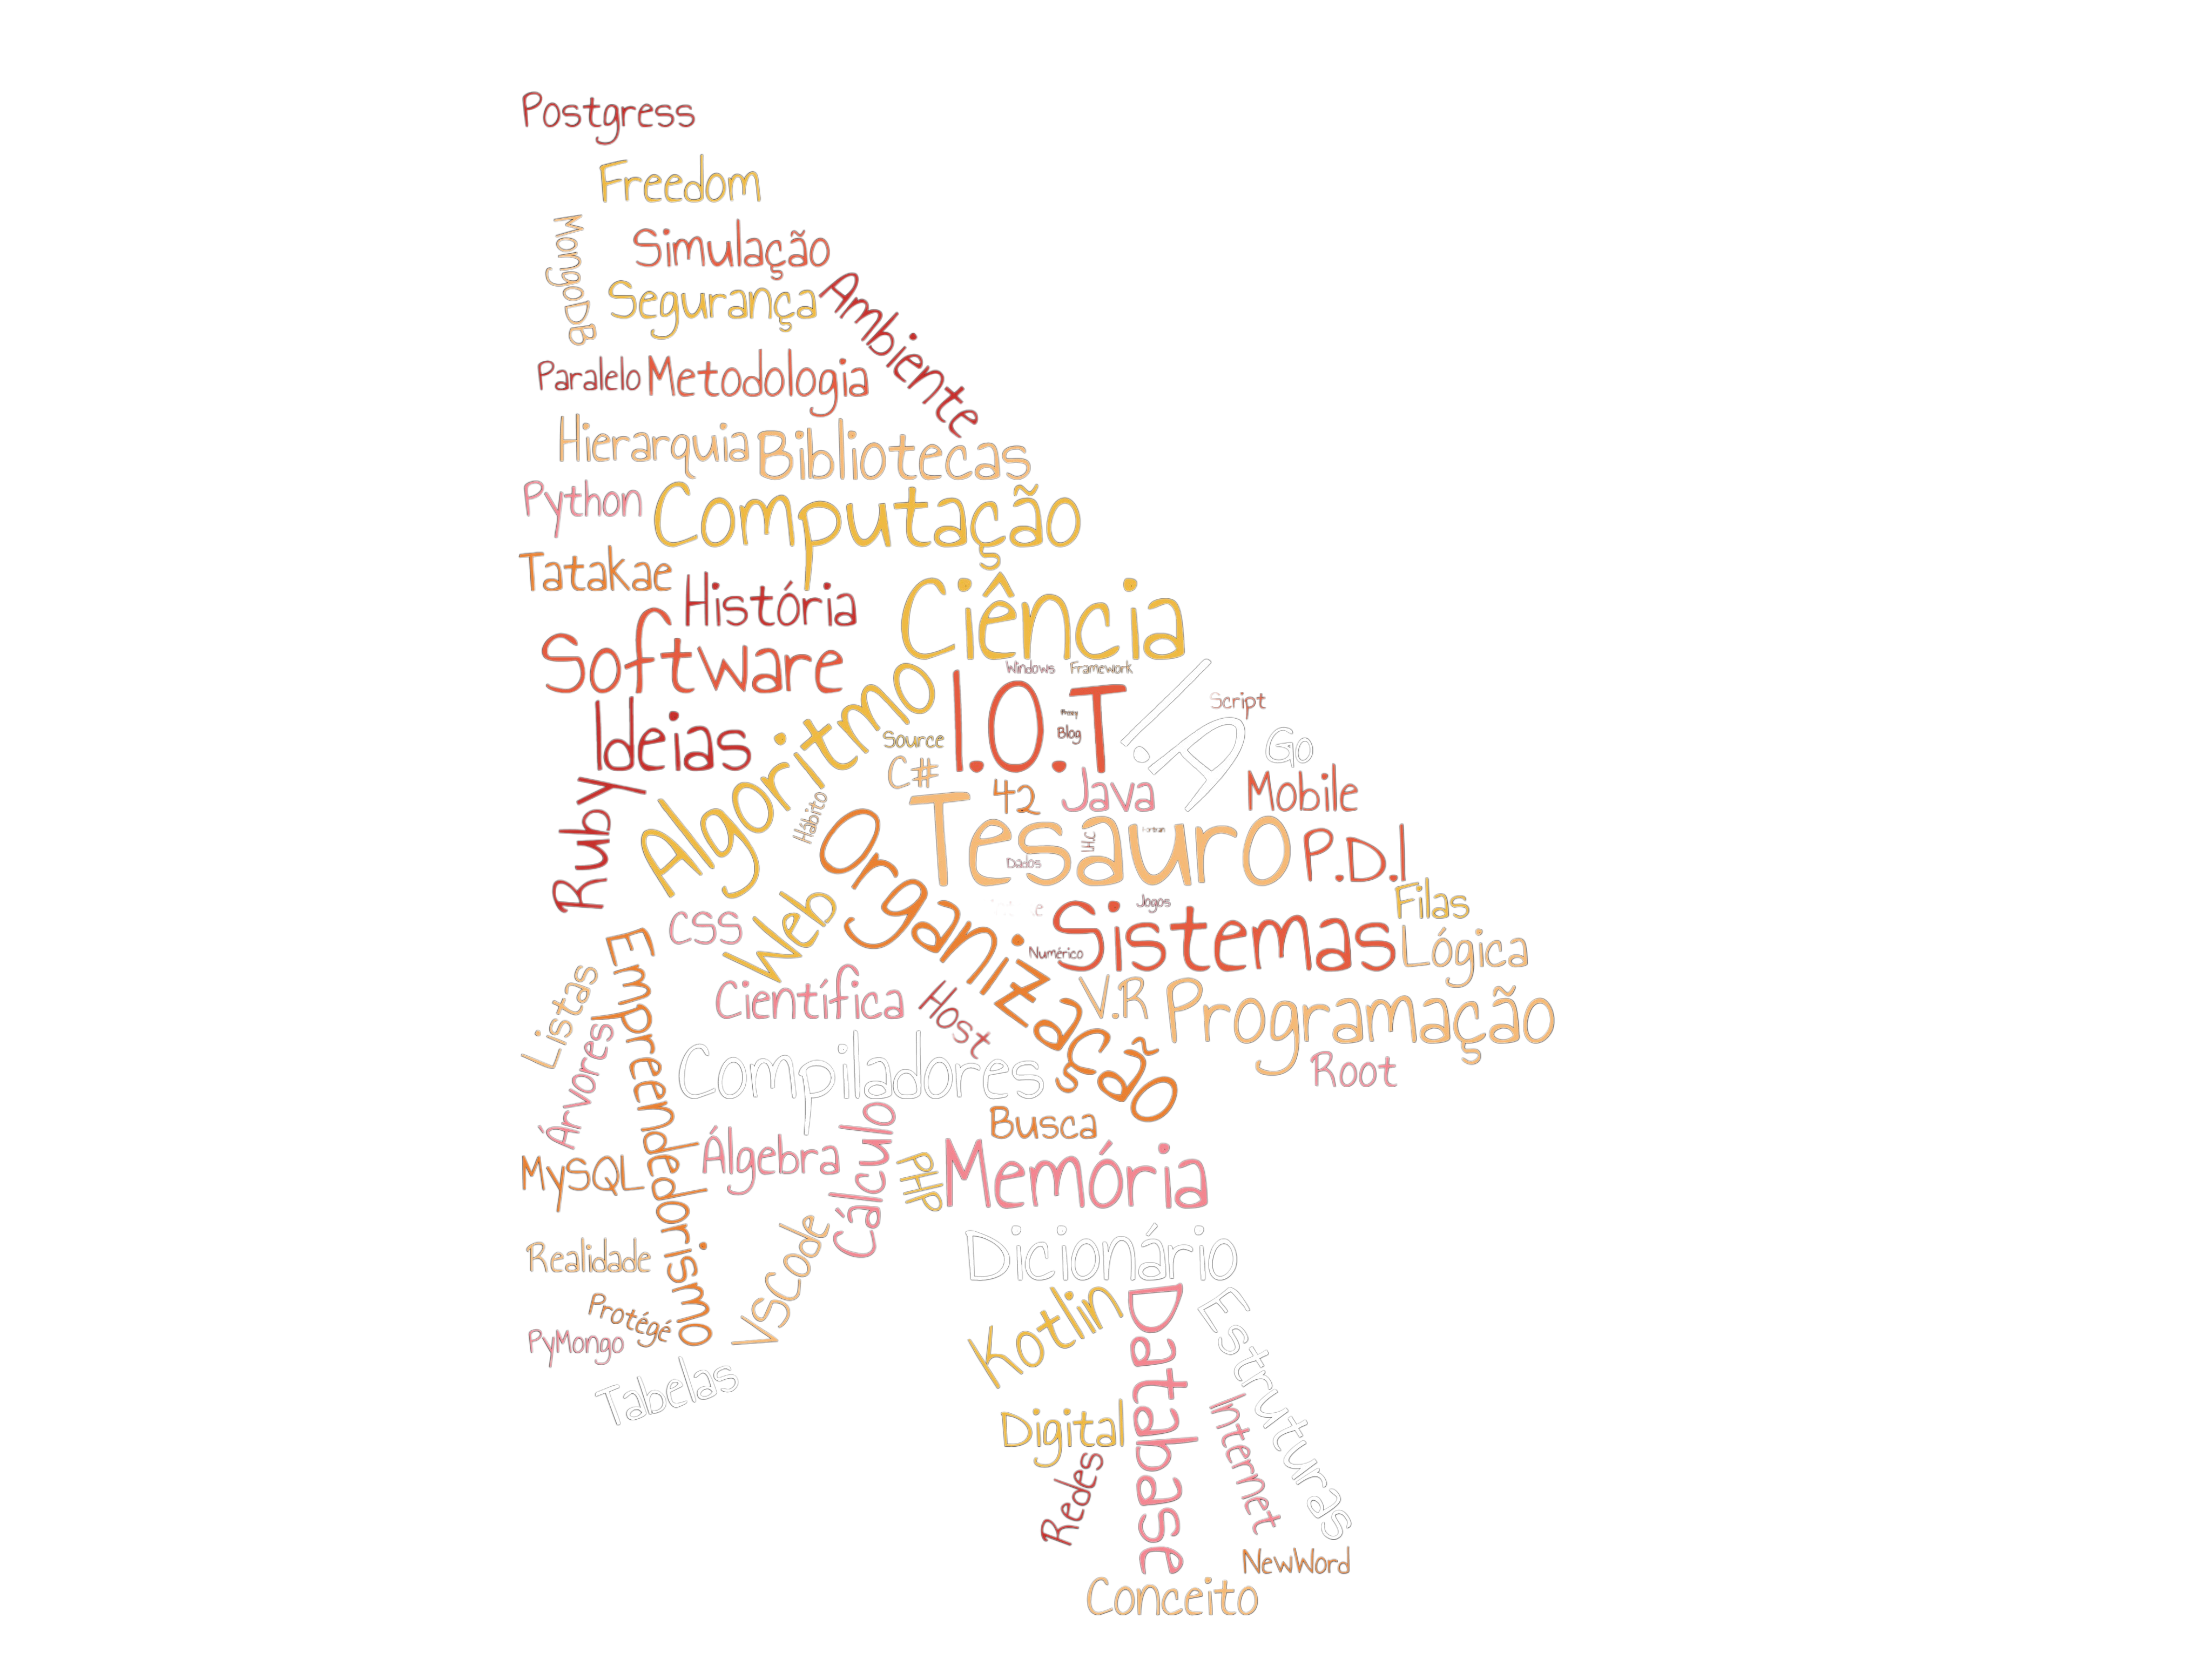 Postgress
Freedom
MongoDB
Simulação
Segurança
Ambiente
Paralelo
Metodologia
Hierarquia
Bibliotecas
Python
Computação
Tatakae
História
Ciência
Software
Windows
Framework
Ideias
Algoritmo
I.O.T
I.A
Script
Source
Blog
Go
C#
Ruby
Hábito
42
Java
Mobile
Tesauro
Dados
IHC
P.D.I
Organização
Web
CSS
Jogos
Sistemas
Filas
Numérico
Lógica
Empreendedorismo
Listas
Científica
Host
V.R
Programação
Árvores
Compiladores
Root
Busca
Álgebra
Cálculo
PHP
Memória
MySQL
Realidade
VSCode
Dicionário
Protégé
PyMongo
Kotlin
Database
Estruturas
Tabelas
Digital
Internet
Redes
NewWord
Conceito